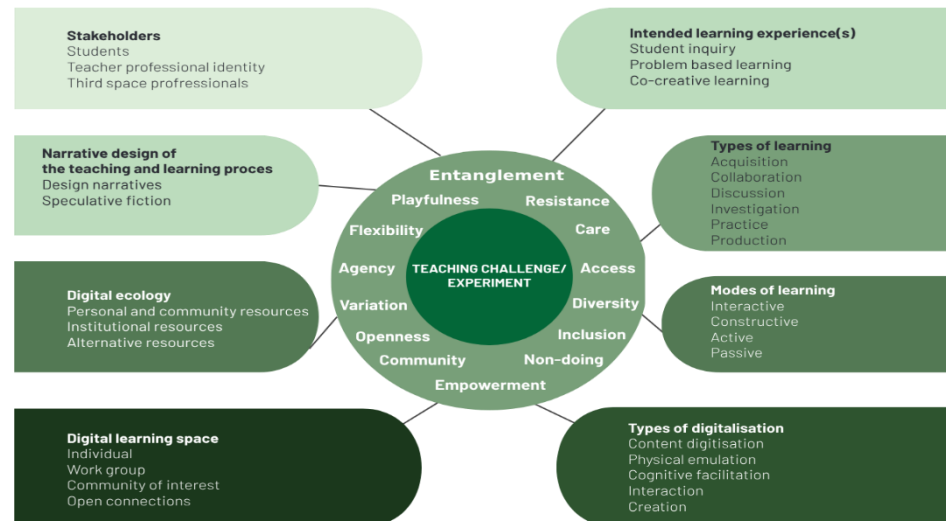 Stakeholders
Students
Teacher professional identity
Third space profressionals
Intended learning experience(s)
Student inquiry
Problem based learning
Co-creative learning
Narrative design of
the teaching and learning proces
Design narratives
Speculative fiction
Types of learning
Acquisition
Collaboration
Discussion
Investigation
Practice
Production
Entanglement
Playfulness
Resistance
Flexibility
Care
Agency
Access
Variation
Diversity
Openness
Inclusion
Community
Non-doing
Empowerment
TEACHING CHALLENGE/
EXPERIMENT
Digital ecology
Personal and community resources
Institutional resources
Alternative resources
Modes of learning
Interactive
Constructive
Active
Passive
Digital learning space
Individual
Work group
Community of interest
Open connections
Types of digitalisation
Content digitisation
Physical emulation
Cognitive facilitation
Interaction
Creation